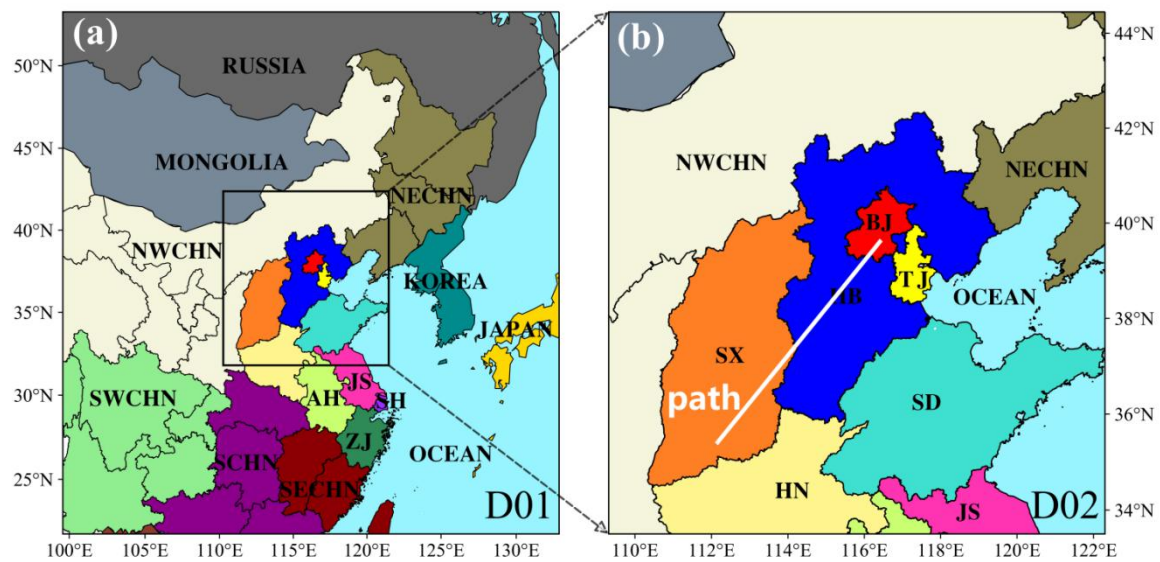 (a)
RUSSIA
MONGOLIA
NECHN
NWCHN
KOREA
JAPAN
SWCHN
AH
JS
SH
ZJ
SCHN
SECHN
OCEAN
D01
50°N
45°N
40°N
35°N
30°N
25°N
100°E 105°E 110°E 115°E 120°E 125°E 130°E
(b)
NWCHN
NECHN
BJ
TJ
HB
OCEAN
SX
path
SD
HN
JS
D02
44°N
42°N
40°N
38°N
36°N
34°N
110°E 112°E 114°E 116°E 118°E 120°E 122°E